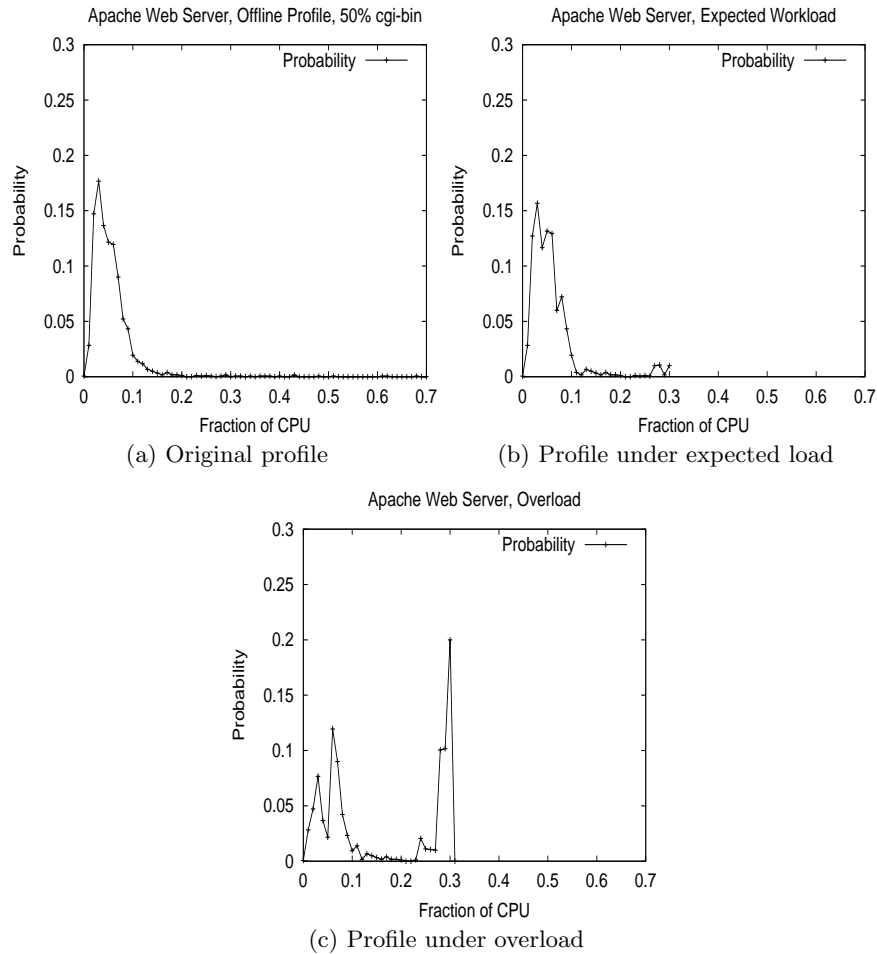 Apache Web Server, Offline Profile, 50% cgi-bin
0.3
0.25
0.2
0.15
0.1
0.05
0
Probability
Probability
0 0.1 0.2 0.3 0.4 0.5 0.6 0.7
Fraction of CPU
(a) Original profile
Apache Web Server, Expected Workload
0.3
0.25
0.2
0.15
0.1
0.05
0
Probability
Probability
0 0.1 0.2 0.3 0.4 0.5 0.6 0.7
Fraction of CPU
(b) Profile under expected load
Apache Web Server, Overload
0.3
0.25
0.2
0.15
0.1
0.05
0
Probability
Probability
0 0.1 0.2 0.3 0.4 0.5 0.6 0.7
Fraction of CPU
(c) Profile under overload